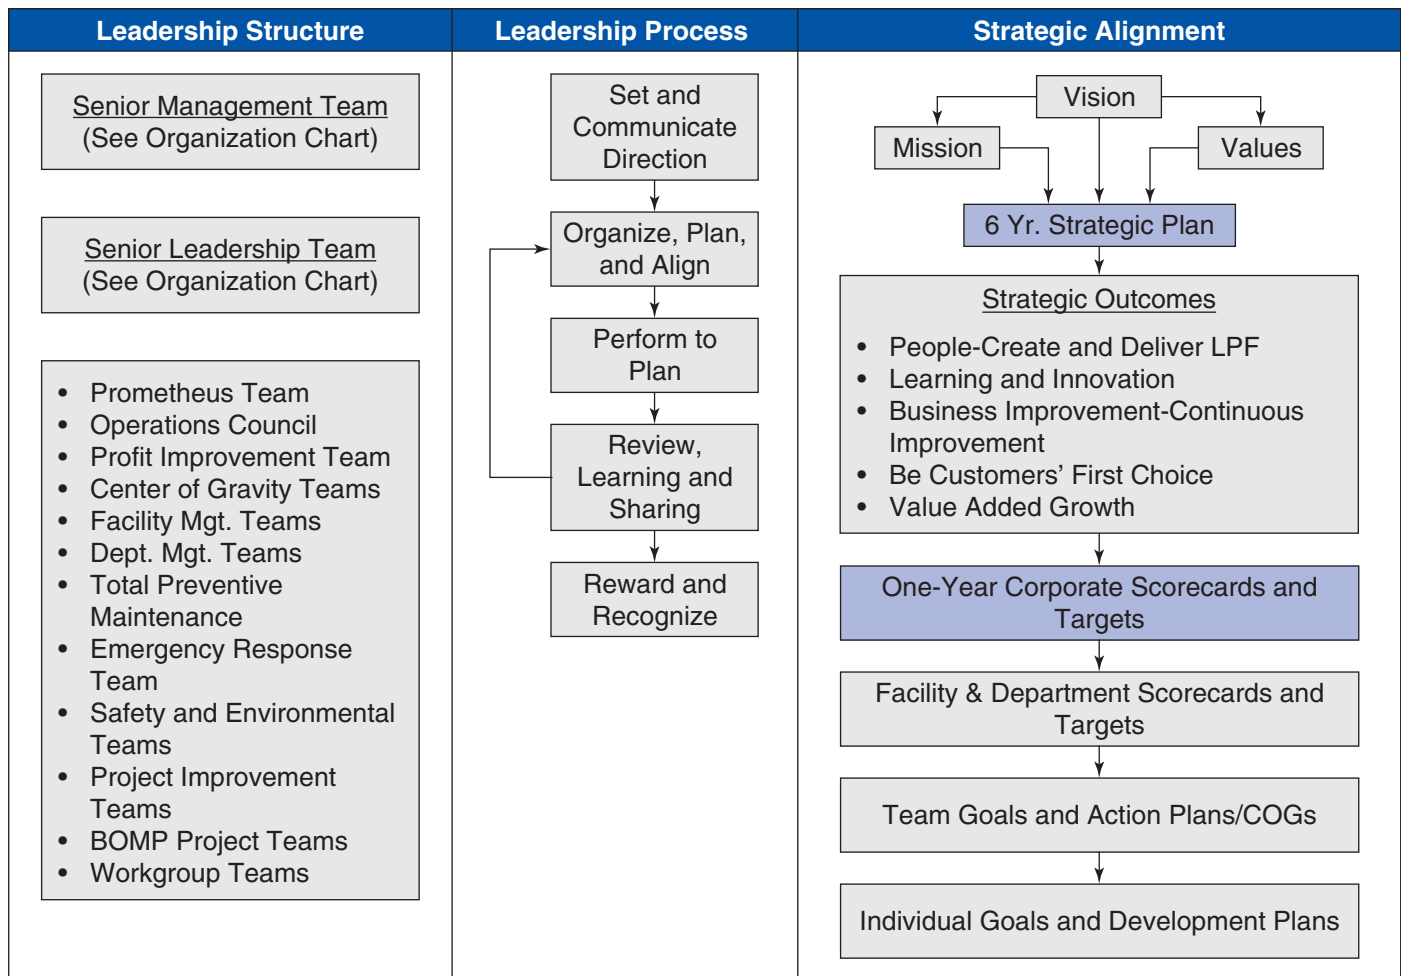 Leadership Structure
Leadership Process
Strategic Alignment
Senior Management Team
(See Organization Chart)
Senior Leadership Team
(See Organization Chart)
• Prometheus Team
• Operations Council
• Profit Improvement Team
• Center of Gravity Teams
• Facility Mgt. Teams
• Dept. Mgt. Teams
• Total Preventive
Maintenance
• Emergency Response
Team
• Safety and Environmental
Teams
• Project Improvement
Teams
• BOMP Project Teams
• Workgroup Teams
Set and
Communicate
Direction
Organize, Plan,
and Align
Perform to
Plan
Review,
Learning and
Sharing
Reward and
Recognize
Vision
Mission
Values
6 Yr. Strategic Plan
Strategic Outcomes
• People-Create and Deliver LPF
• Learning and Innovation
• Business Improvement-Continuous
Improvement
• Be Customers’ First Choice
• Value Added Growth
One-Year Corporate Scorecards and
Targets
Facility & Department Scorecards and
Targets
Team Goals and Action Plans/COGs
Individual Goals and Development Plans